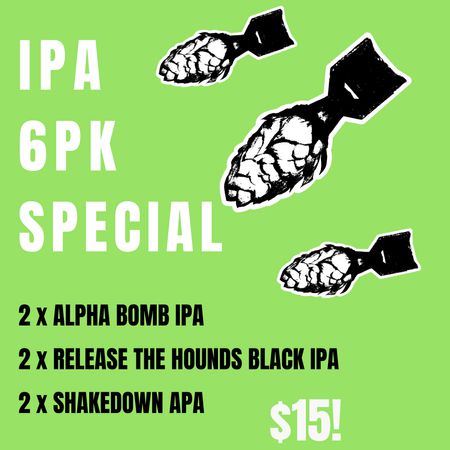 IPA
6PK
SPECIAL
2 x ALPHA BOMB IPA
2 x RELEASE THE HOUNDS BLACK IPA
2 x SHAKEDOWN APA
$15!